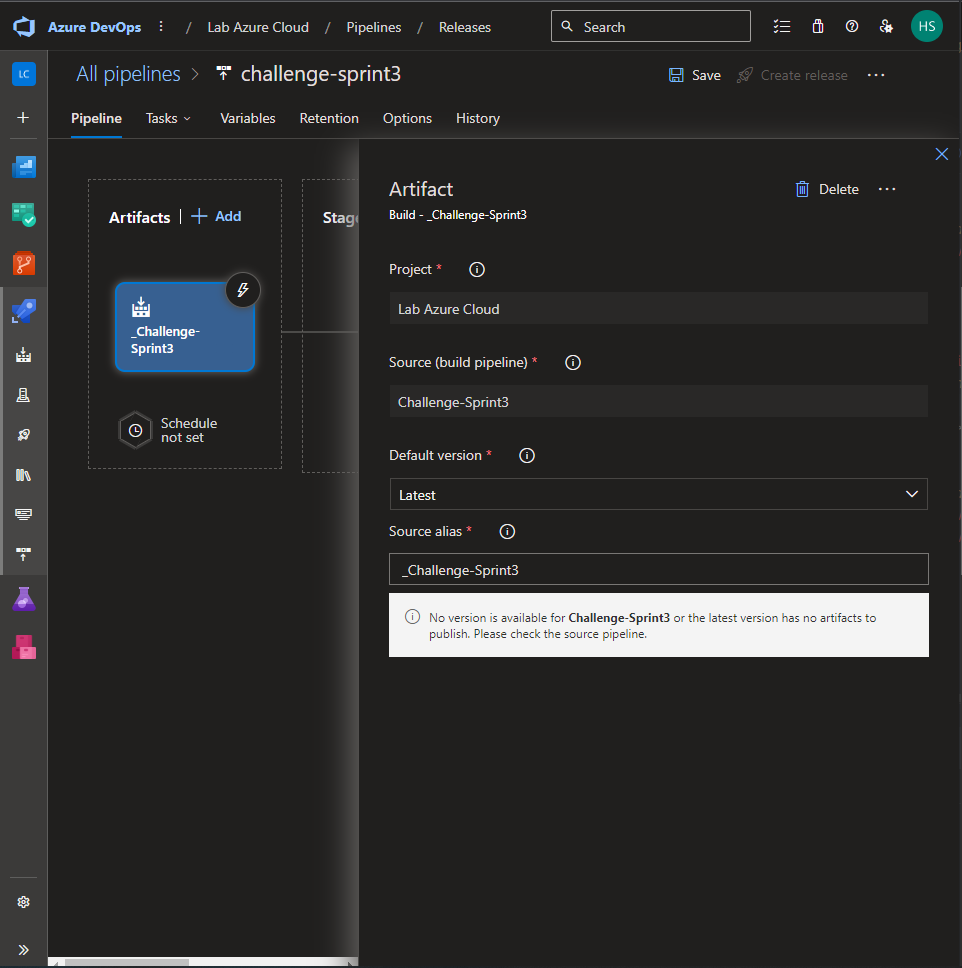 Azure DevOps / Lab Azure Cloud / Pipelines / Releases
Search
HS
LC
All pipelines > challenge-sprint3
Save
Create release
Pipeline Tasks Variables Retention Options History
Artifacts | + Add
Stag
_Challenge-
Sprint3
Schedule
not set
Artifact
Delete
Build - _Challenge-Sprint3
Project *
Lab Azure Cloud
Source (build pipeline) *
Challenge-Sprint3
Default version *
Latest
Source alias *
_Challenge-Sprint3
No version is available for Challenge-Sprint3 or the latest version has no artifacts to
publish. Please check the source pipeline.